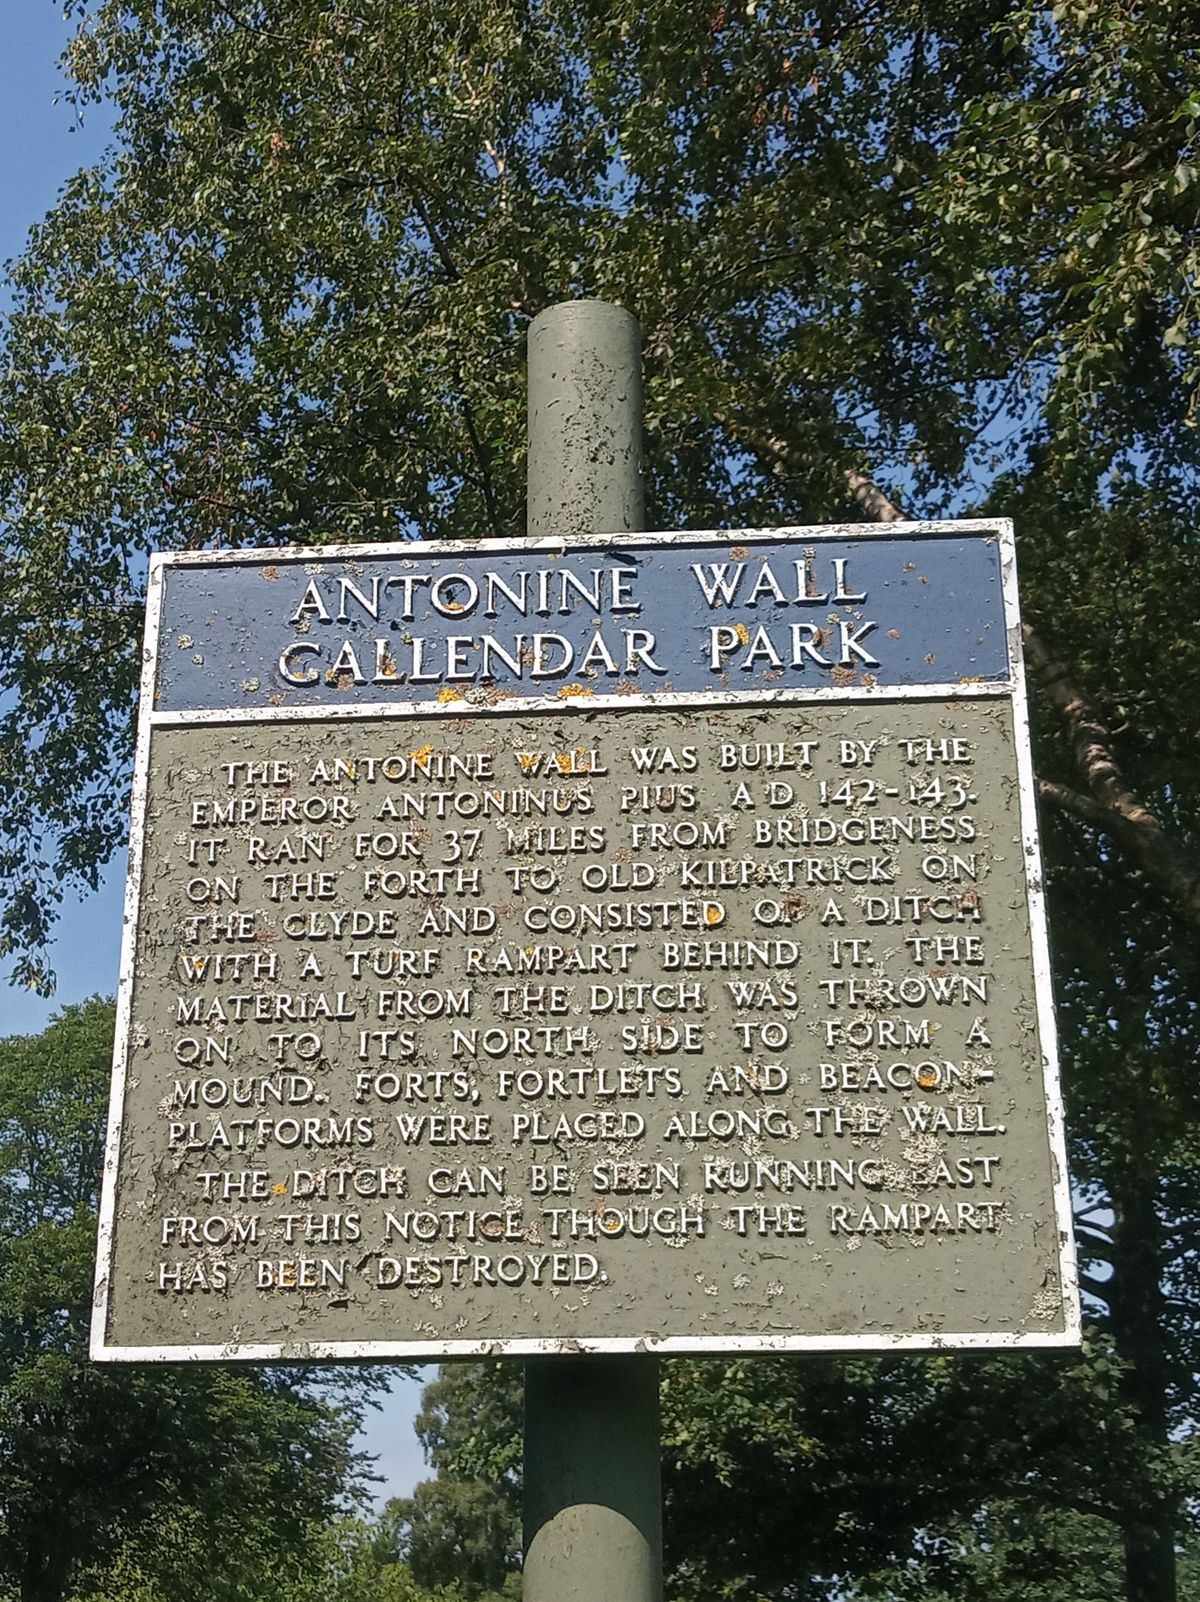 ANTONINE WALL
CALLENDAR PARK
THE ANTONINE WALL WAS BUILT BY THE
EMPEROR ANTONINUS PIUS A D 142-143.
IT RAN FOR 37 MILES FROM BRIDGENESS
ON THE FORTH TO OLD KILPATRICK ON
THE CLYDE AND CONSISTED OF A DITCH
WITH A TURF RAMPART BEHIND IT. THE
MATERIAL FROM THE DITCH WAS THROWN
ON TO ITS NORTH SIDE TO FORM A
MOUND. FORTS, FORTLETS AND BEACON-
PLATFORMS WERE PLACED ALONG THE WALL.
THE DITCH CAN BE SEEN RUNNING EAST
FROM THIS NOTICE THOUGH THE RAMPART
HAS BEEN DESTROYED.